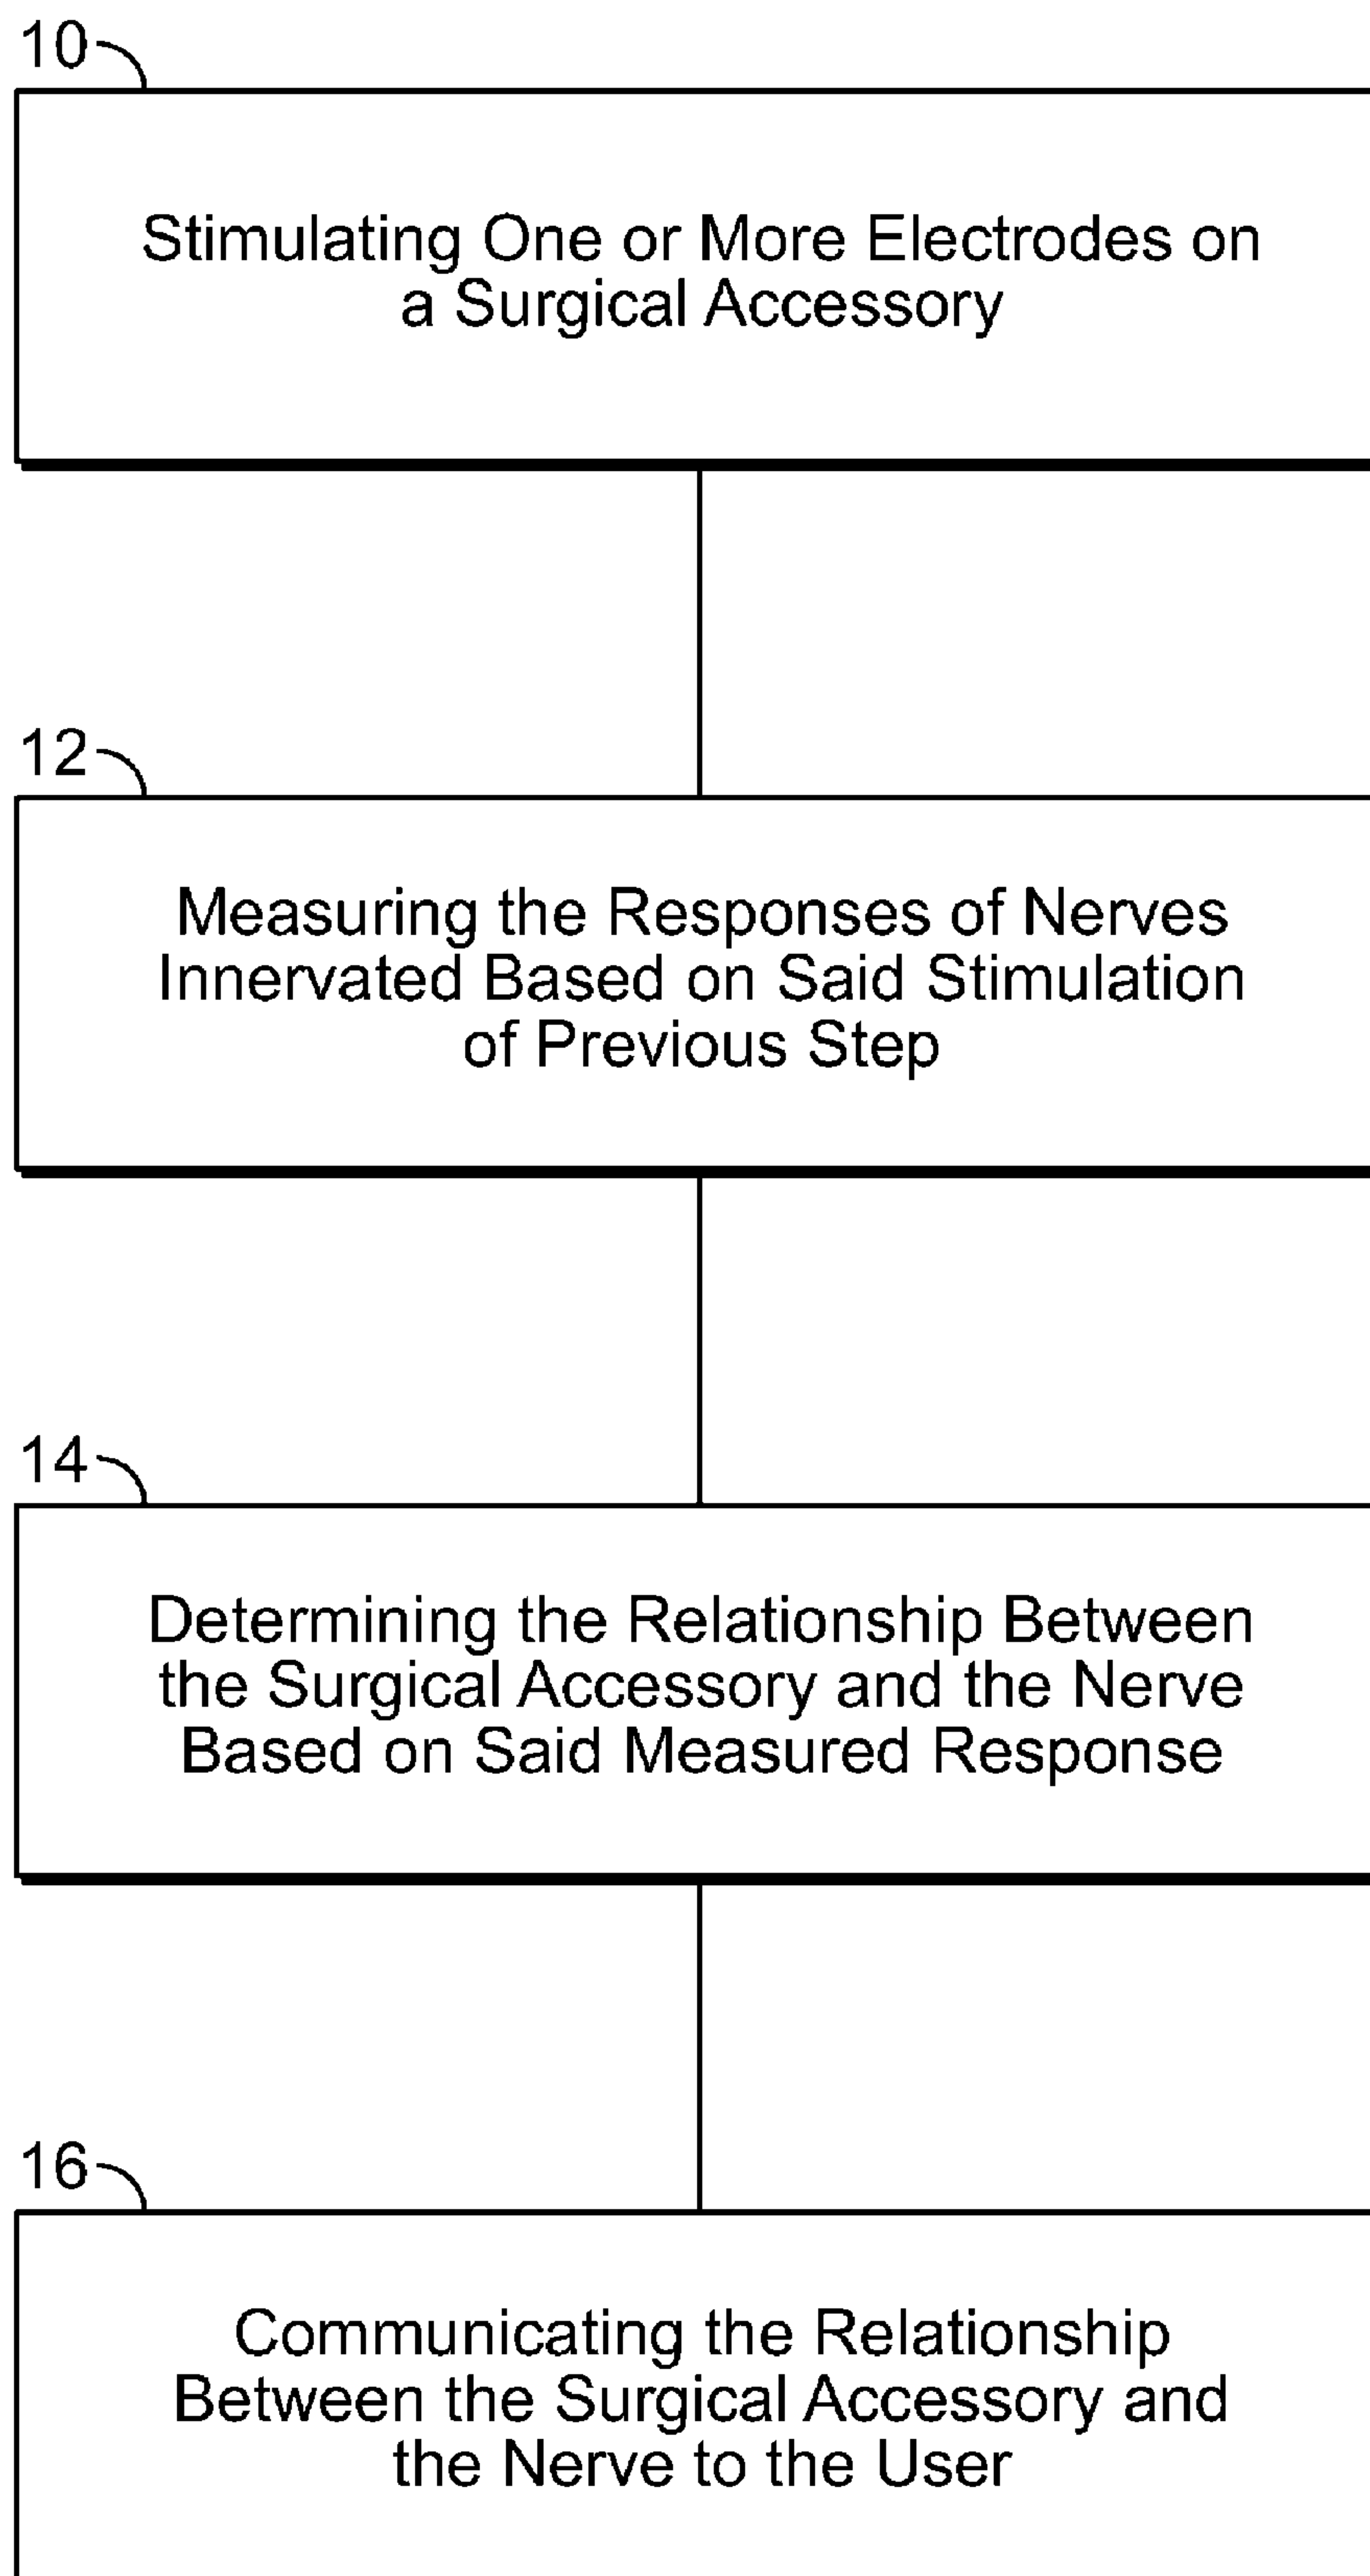 10
Stimulating One or More Electrodes on
a Surgical Accessory
12
Measuring the Responses of Nerves
Innervated Based on Said Stimulation
of Previous Step
14
Determining the Relationship Between
the Surgical Accessory and the Nerve
Based on Said Measured Response
16
Communicating the Relationship
Between the Surgical Accessory and
the Nerve to the User